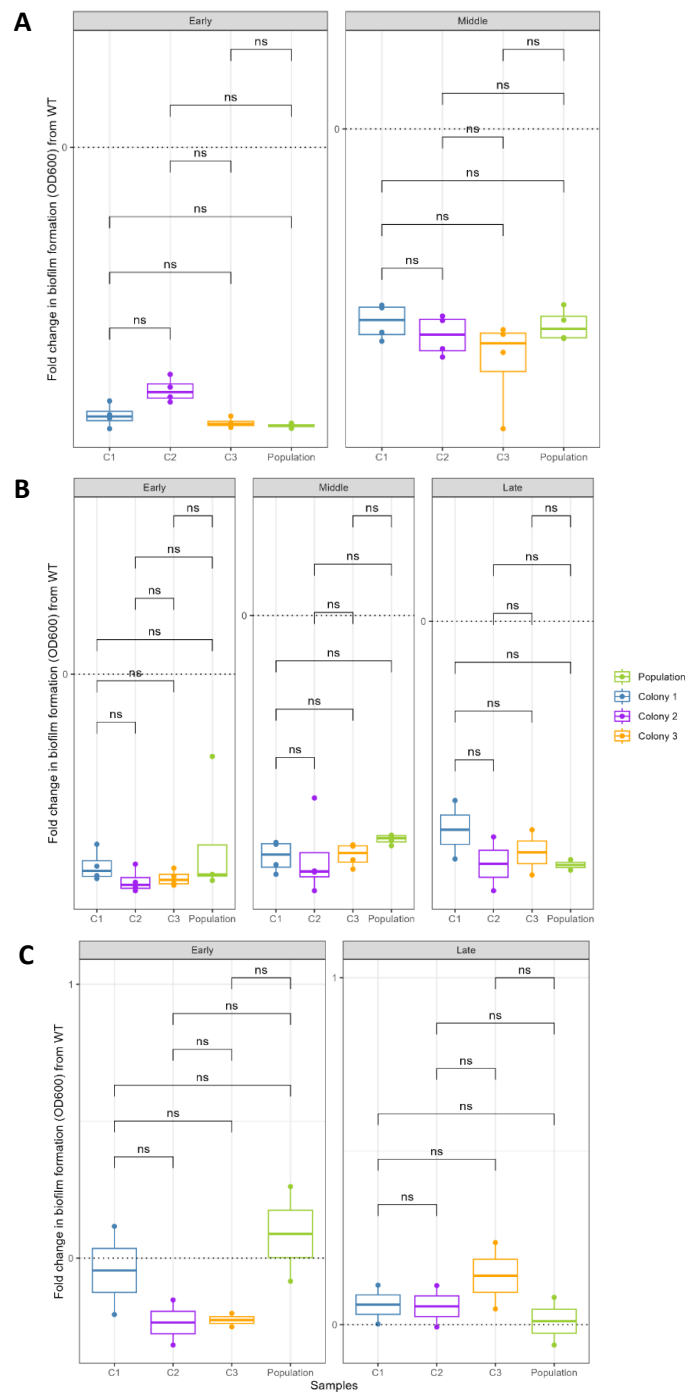 A
Early
Middle
Fold change in biofilm formation (OD600) from WT
ns
ns
ns
ns
ns
ns
0
C1
C2
C3
Population
ns
ns
ns
ns
ns
ns
0
C1
C2
C3
Population
B
Early
Middle
Late
Fold change in biofilm formation (OD600) from WT
ns
ns
ns
ns
ns
ns
0
C1
C2
C3
Population
ns
ns
ns
ns
ns
ns
0
C1
C2
C3
Population
ns
ns
ns
ns
ns
ns
0
C1
C2
C3
Population
Population
Colony 1
Colony 2
Colony 3
C
Early
Late
Fold change in biofilm formation (OD600) from WT
1
ns
ns
ns
ns
ns
ns
0
C1
C2
C3
Population
1
ns
ns
ns
ns
ns
ns
0
C1
C2
C3
Population
Samples